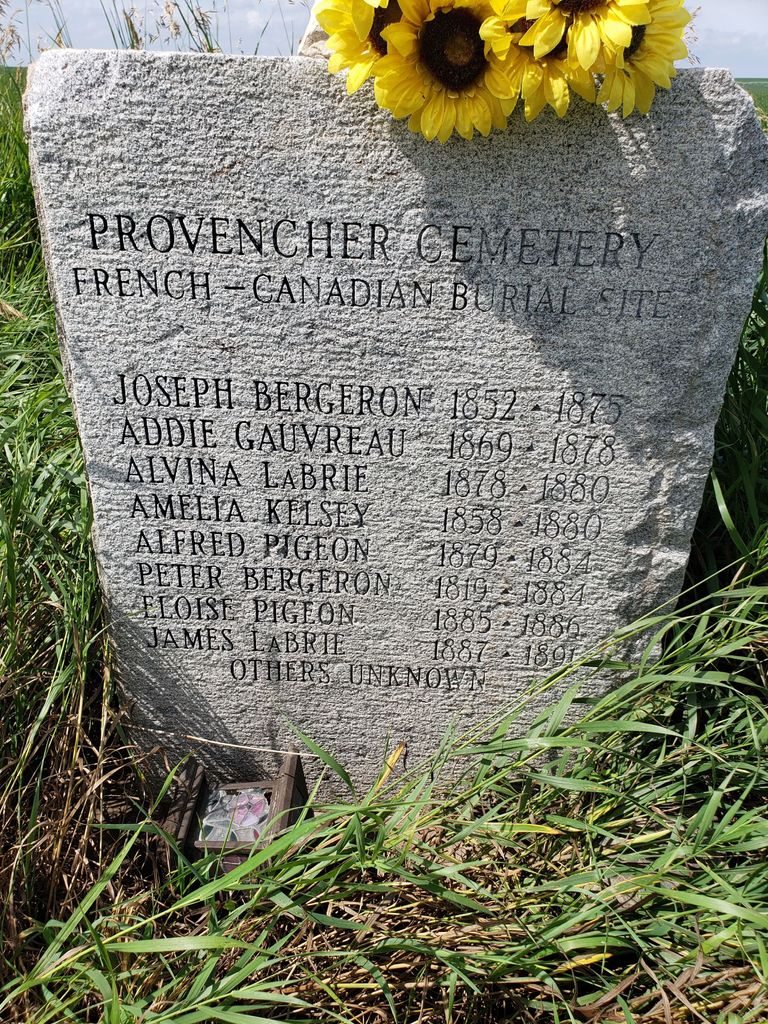 PROVENCHER CEMETERY
FRENCH - CANADIAN BURIAL SITE
JOSEPH BERGERON 1852 - 1875
ADDIE GAUVREAU 1869 - 1878
ALVINA LABRIE 1878 - 1880
AMELIA KELSEY 1858 - 1880
ALFRED PIGEON 1879 - 1884
PETER BERGERON 1819 - 1884
ELOISE PIGEON 1885 - 1886
JAMES LABRIE 1887 - 1891
OTHERS UNKNOWN